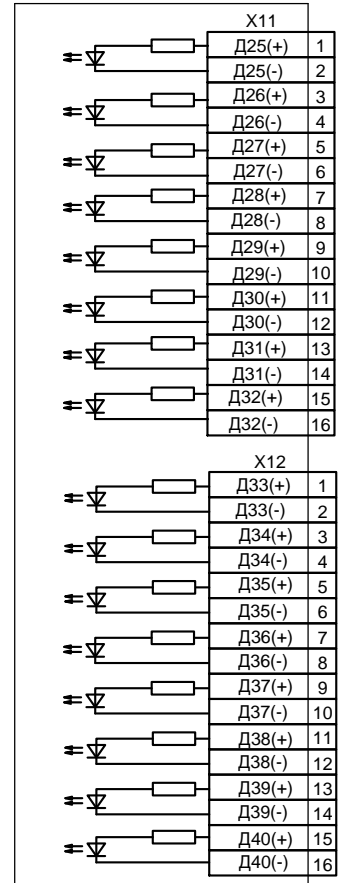 X11
Д25(+) 1
Д25(-) 2
Д26(+) 3
Д26(-) 4
Д27(+) 5
Д27(-) 6
Д28(+) 7
Д28(-) 8
Д29(+) 9
Д29(-) 10
Д30(+) 11
Д30(-) 12
Д31(+) 13
Д31(-) 14
Д32(+) 15
Д32(-) 16
X12
Д33(+) 1
Д33(-) 2
Д34(+) 3
Д34(-) 4
Д35(+) 5
Д35(-) 6
Д36(+) 7
Д36(-) 8
Д37(+) 9
Д37(-) 10
Д38(+) 11
Д38(-) 12
Д39(+) 13
Д39(-) 14
Д40(+) 15
Д40(-) 16